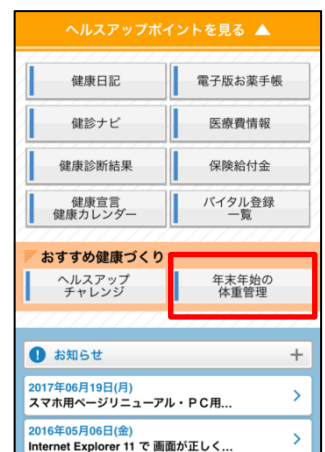 ヘルスアップポイントを見る ▲
健康日記
電子版お薬手帳
健診ナビ
医療費情報
健康診断結果
保険給付金
健康宣言
健康カレンダー
バイタル登録
一覧
おすすめ健康づくり
ヘルスアップ
チャレンジ
年末年始の
体重管理
! お知らせ +
2017年06月19日(月)
スマホ用ページリニューアル・PC用...
2016年05月06日(金)
Internet Explorer 11 で 画面が正しく...